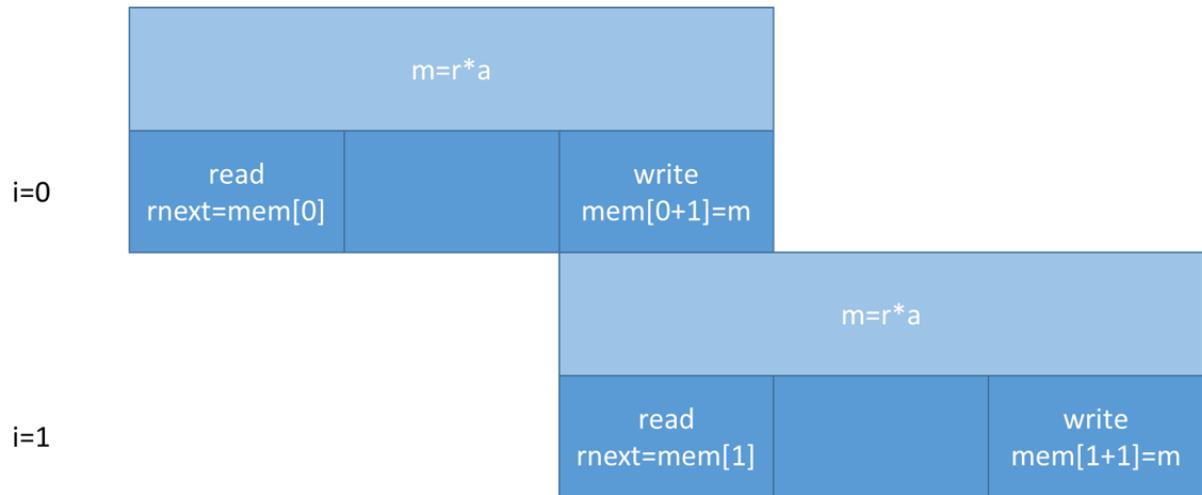 m=r*a
i=0
read
rnext=mem[0]
write
mem[0+1]=m
m=r*a
i=1
read
rnext=mem[1]
write
mem[1+1]=m